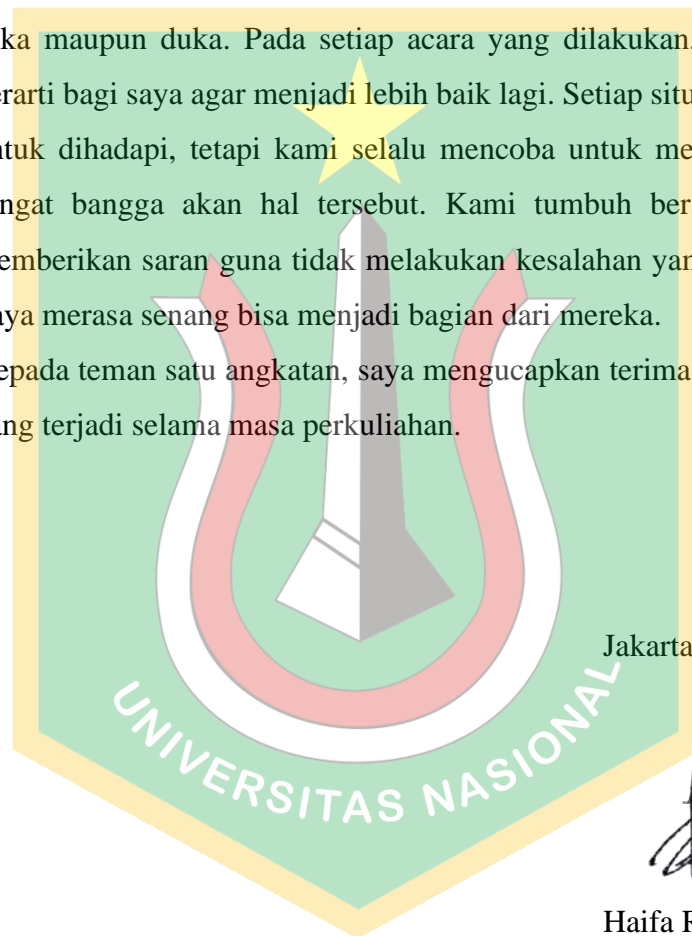 ka maupun duka. Pada setiap acara yang dilakukan.
erarti bagi saya agar menjadi lebih baik lagi. Setiap situ
ntuk dihadapi, tetapi kami selalu mencoba untuk me
ngat bangga akan hal tersebut. Kami tumbuh ber
emberikan saran guna tidak melakukan kesalahan yan
aya merasa senang bisa menjadi bagian dari mereka.
epada teman satu angkatan, saya mengucapkan terima
ang terjadi selama masa perkuliahan.
Jakarta
UNIVERSITAS NASIONAL
Haifa R